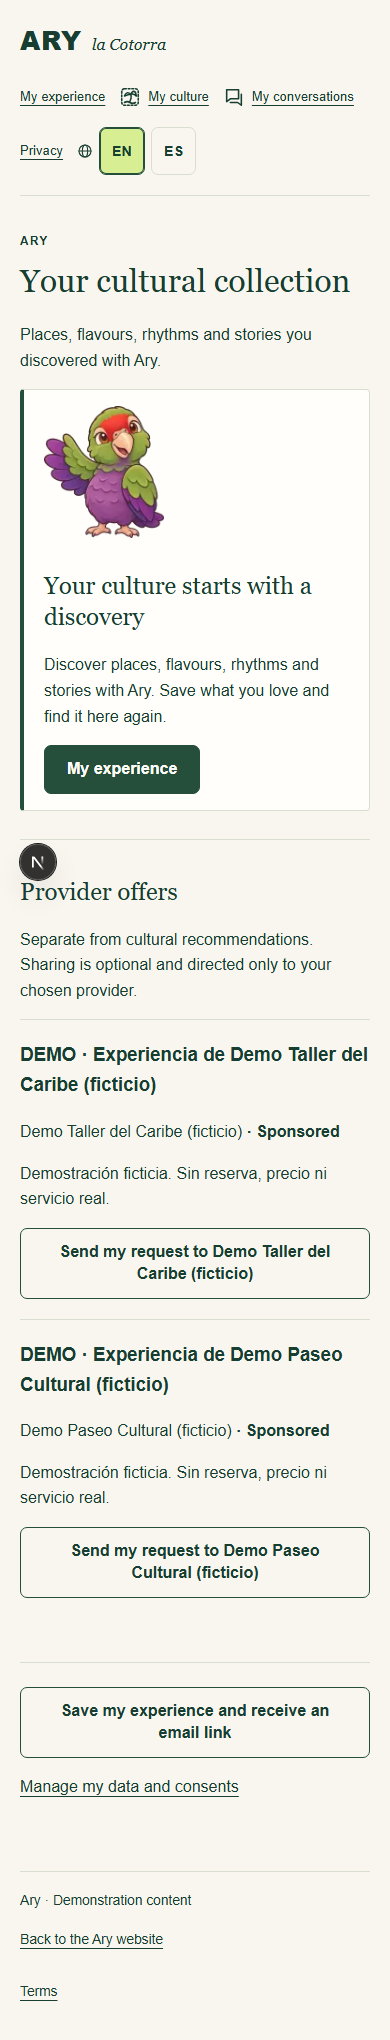 ARY la Cotorra
My experience My culture My conversations
Privacy EN ES
ARY
Your cultural collection
Places, flavours, rhythms and stories you
discovered with Ary.
Your culture starts with a
discovery
Discover places, flavours, rhythms and
stories with Ary. Save what you love and
find it here again.
My experience
N
Provider offers
Separate from cultural recommendations.
Sharing is optional and directed only to your
chosen provider.
DEMO · Experiencia de Demo Taller del
Caribe (ficticio)
Demo Taller del Caribe (ficticio) · Sponsored
Demostración ficticia. Sin reserva, precio ni
servicio real.
Send my request to Demo Taller del
Caribe (ficticio)
DEMO · Experiencia de Demo Paseo
Cultural (ficticio)
Demo Paseo Cultural (ficticio) · Sponsored
Demostración ficticia. Sin reserva, precio ni
servicio real.
Send my request to Demo Paseo
Cultural (ficticio)
Save my experience and receive an
email link
Manage my data and consents
Ary · Demonstration content
Back to the Ary website
Terms